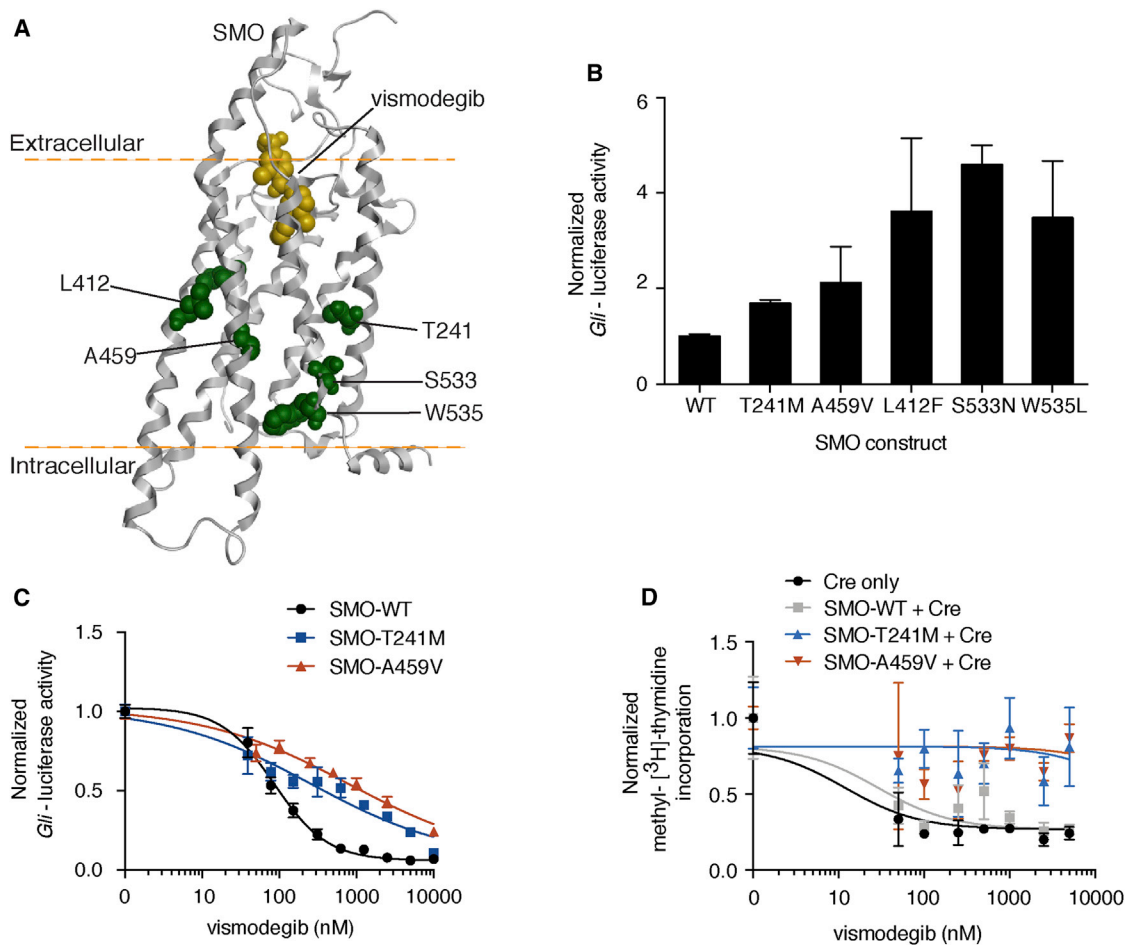 A
SMO
vismodegib
Extracellular
L412
A459
T241
S533
W535
Intracellular
B
Normalized
Gli - luciferase activity
6
4
2
0
WT T241M A459V L412F S533N W535L
SMO construct
C
SMO-WT
SMO-T241M
SMO-A459V
Normalized
Gli - luciferase activity
1.5
1.0
0.5
0.0
0 10 100 1000 10000
vismodegib (nM)
D
Cre only
SMO-WT + Cre
SMO-T241M + Cre
SMO-A459V + Cre
Normalized
methyl- [³H]-thymidine
incorporation
1.5
1.0
0.5
0.0
0 10 100 1000 10000
vismodegib (nM)